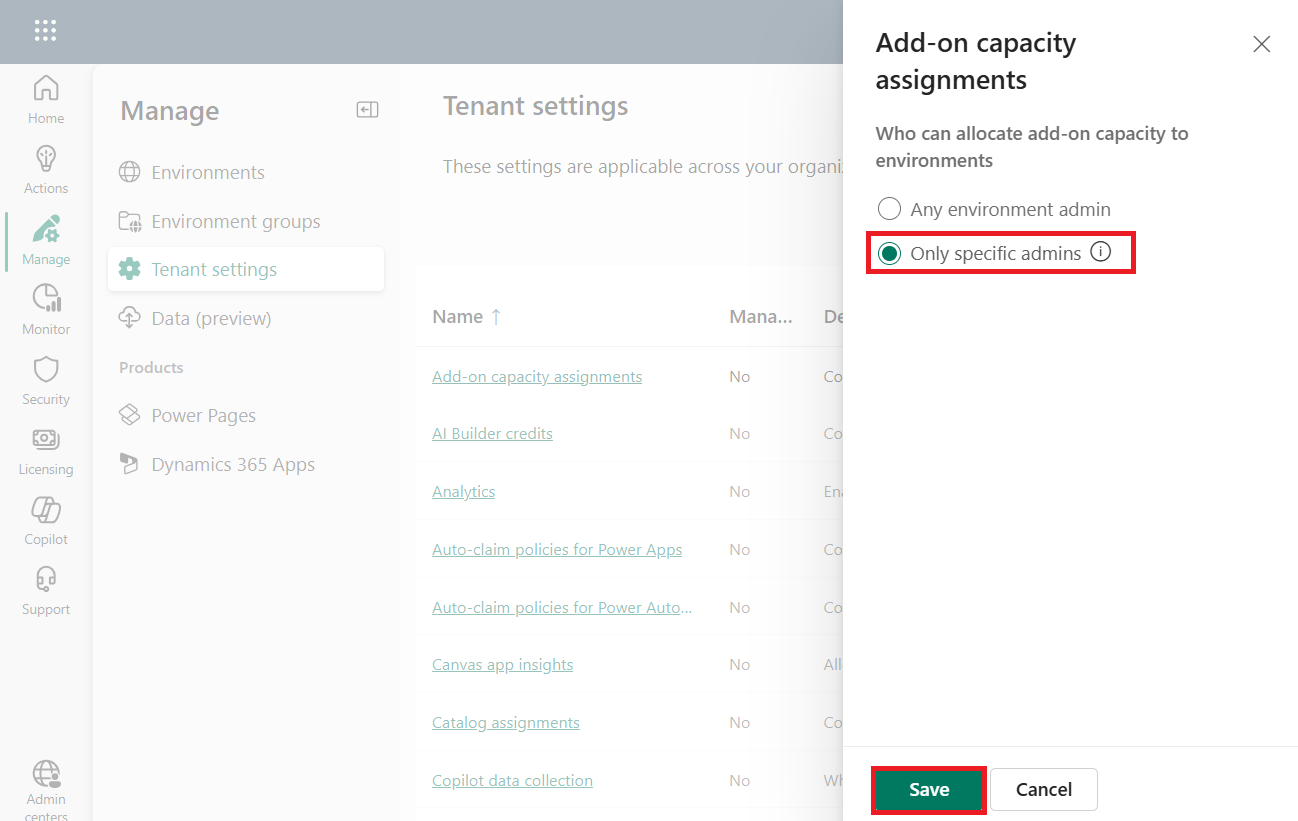 Home
Actions
Manage
Monitor
Security
Licensing
Copilot
Support
Admin
centers
Manage
Environments
Environment groups
Tenant settings
Data (preview)
Products
Power Pages
Dynamics 365 Apps
Tenant settings
These settings are applicable across your organi
Name ↑ Mana... De
Add-on capacity assignments No Co
AI Builder credits No Co
Analytics No Ena
Auto-claim policies for Power Apps No Co
Auto-claim policies for Power Auto... No Co
Canvas app insights No All
Catalog assignments No Co
Copilot data collection No Wh
Add-on capacity
assignments
Who can allocate add-on capacity to
environments
Any environment admin
Only specific admins
Save
Cancel